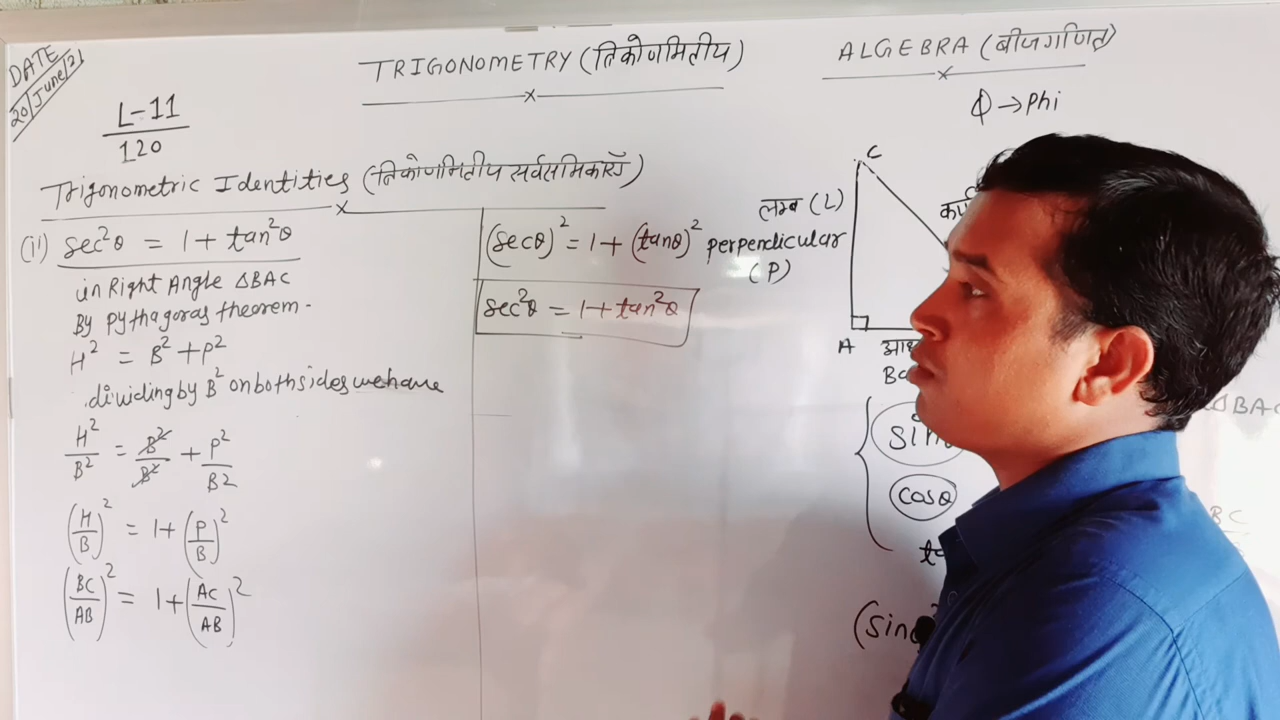 DATE
20/June/21
TRIGONOMETRY (त्रिकोणमितीय)
ALGEBRA (बीजगणित)
L-11
120
ϕ → Phi
Trigonometric Identities (त्रिकोणमितीय सर्वसमिकाएँ)
(ii) sec²θ = 1 + tan²θ
in Right Angle ΔBAC
By Pythagoras theorem.
H² = B² + P²
dividing by B² on both sides we have
H²/B² = B²/B² + P²/B²
(H/B)² = 1 + (P/B)²
(BC/AB)² = 1 + (AC/AB)²
(secθ)² = 1 + (tanθ)²
sec²θ = 1 + tan²θ
C
लम्ब (L)
perpendicular
(P)
A
cosθ
ΔBAC
BC